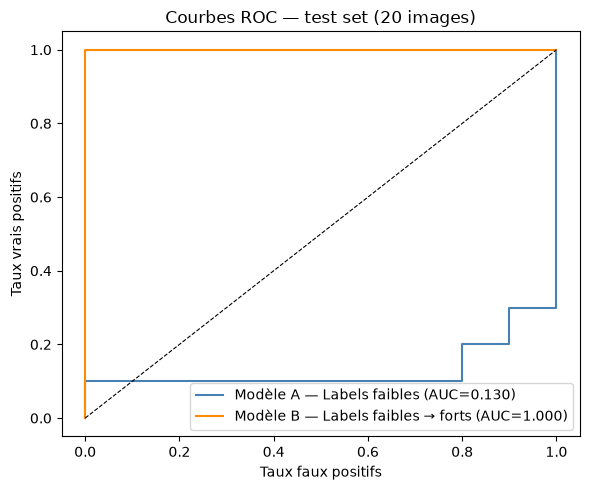 Courbes ROC — test set (20 images)
Taux vrais positifs
1.0
0.8
0.6
0.4
0.2
0.0
Modèle A — Labels faibles (AUC=0.130)
Modèle B — Labels faibles → forts (AUC=1.000)
0.0 0.2 0.4 0.6 0.8 1.0
Taux faux positifs